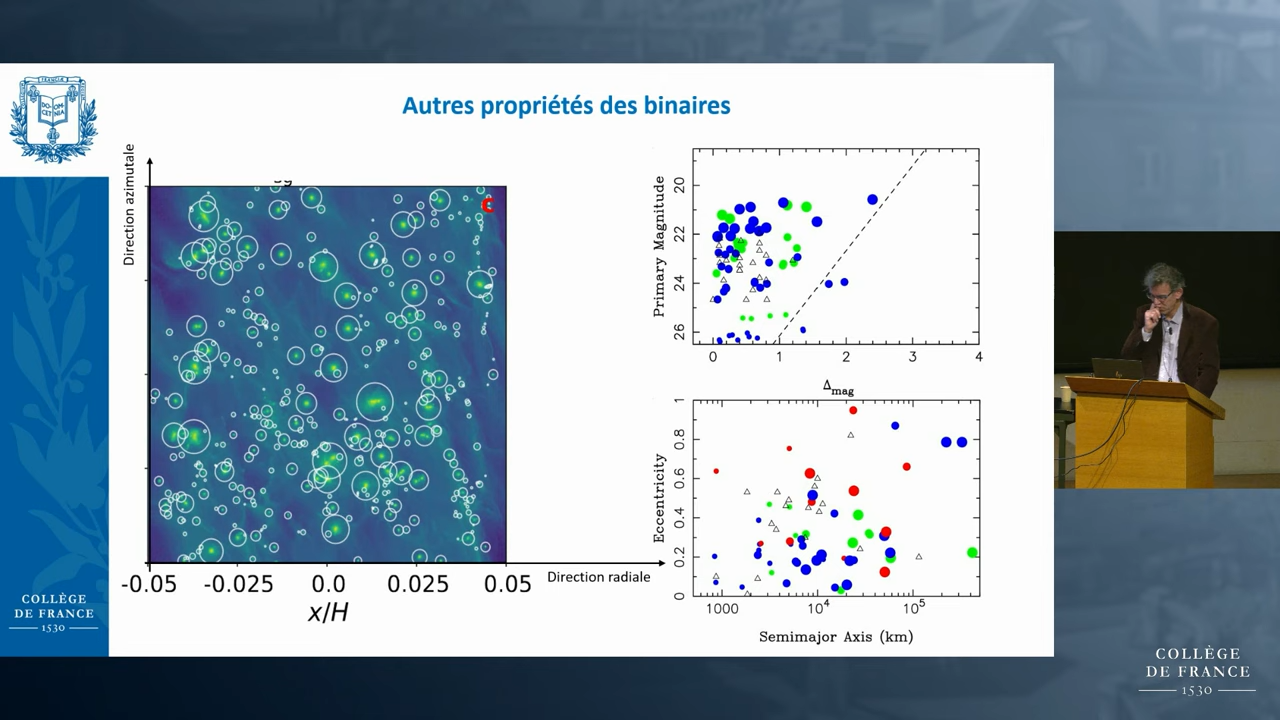 Autres propriétés des binaires
Direction azimutale
c
-0.05 -0.025 0.0 0.025 0.05
x/H
Direction radiale
Primary Magnitude
20
22
24
26
0 1 2 3 4
Δmag
Eccentricity
1
0.8
0.6
0.4
0.2
0
1000 10⁴ 10⁵
Semimajor Axis (km)
COLLÈGE
DE FRANCE
1530
COLLÈGE
DE FRANCE
1530